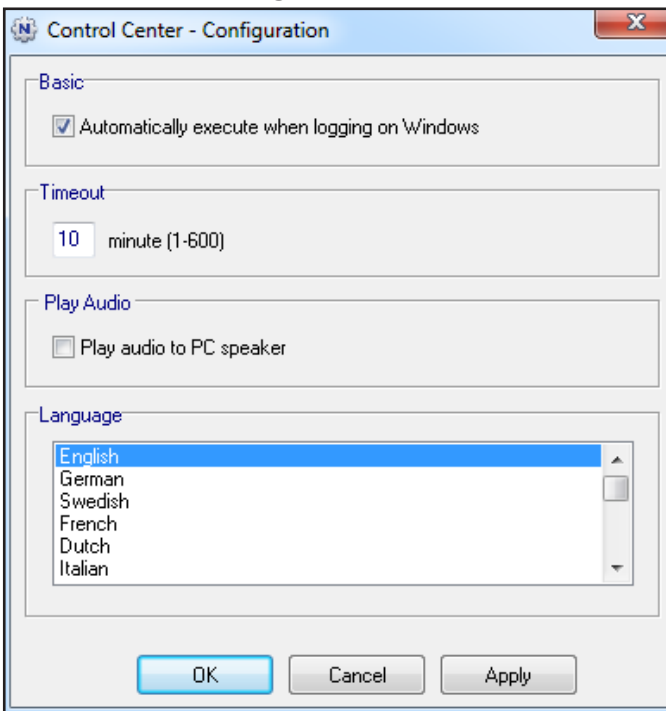 Control Center - Configuration
Basic
Automatically execute when logging on Windows
Timeout
10 minute (1-600)
Play Audio
Play audio to PC speaker
Language
English
German
Swedish
French
Dutch
Italian
OK Cancel Apply